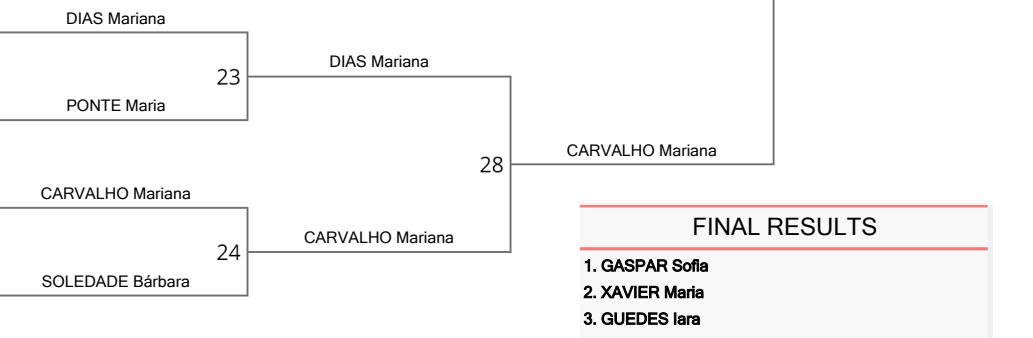 DIAS Mariana
23
DIAS Mariana
PONTE Maria
28
CARVALHO Mariana
CARVALHO Mariana
24
CARVALHO Mariana
SOLEDADE Bárbara
FINAL RESULTS
1. GASPAR Sofia
2. XAVIER Maria
3. GUEDES Iara